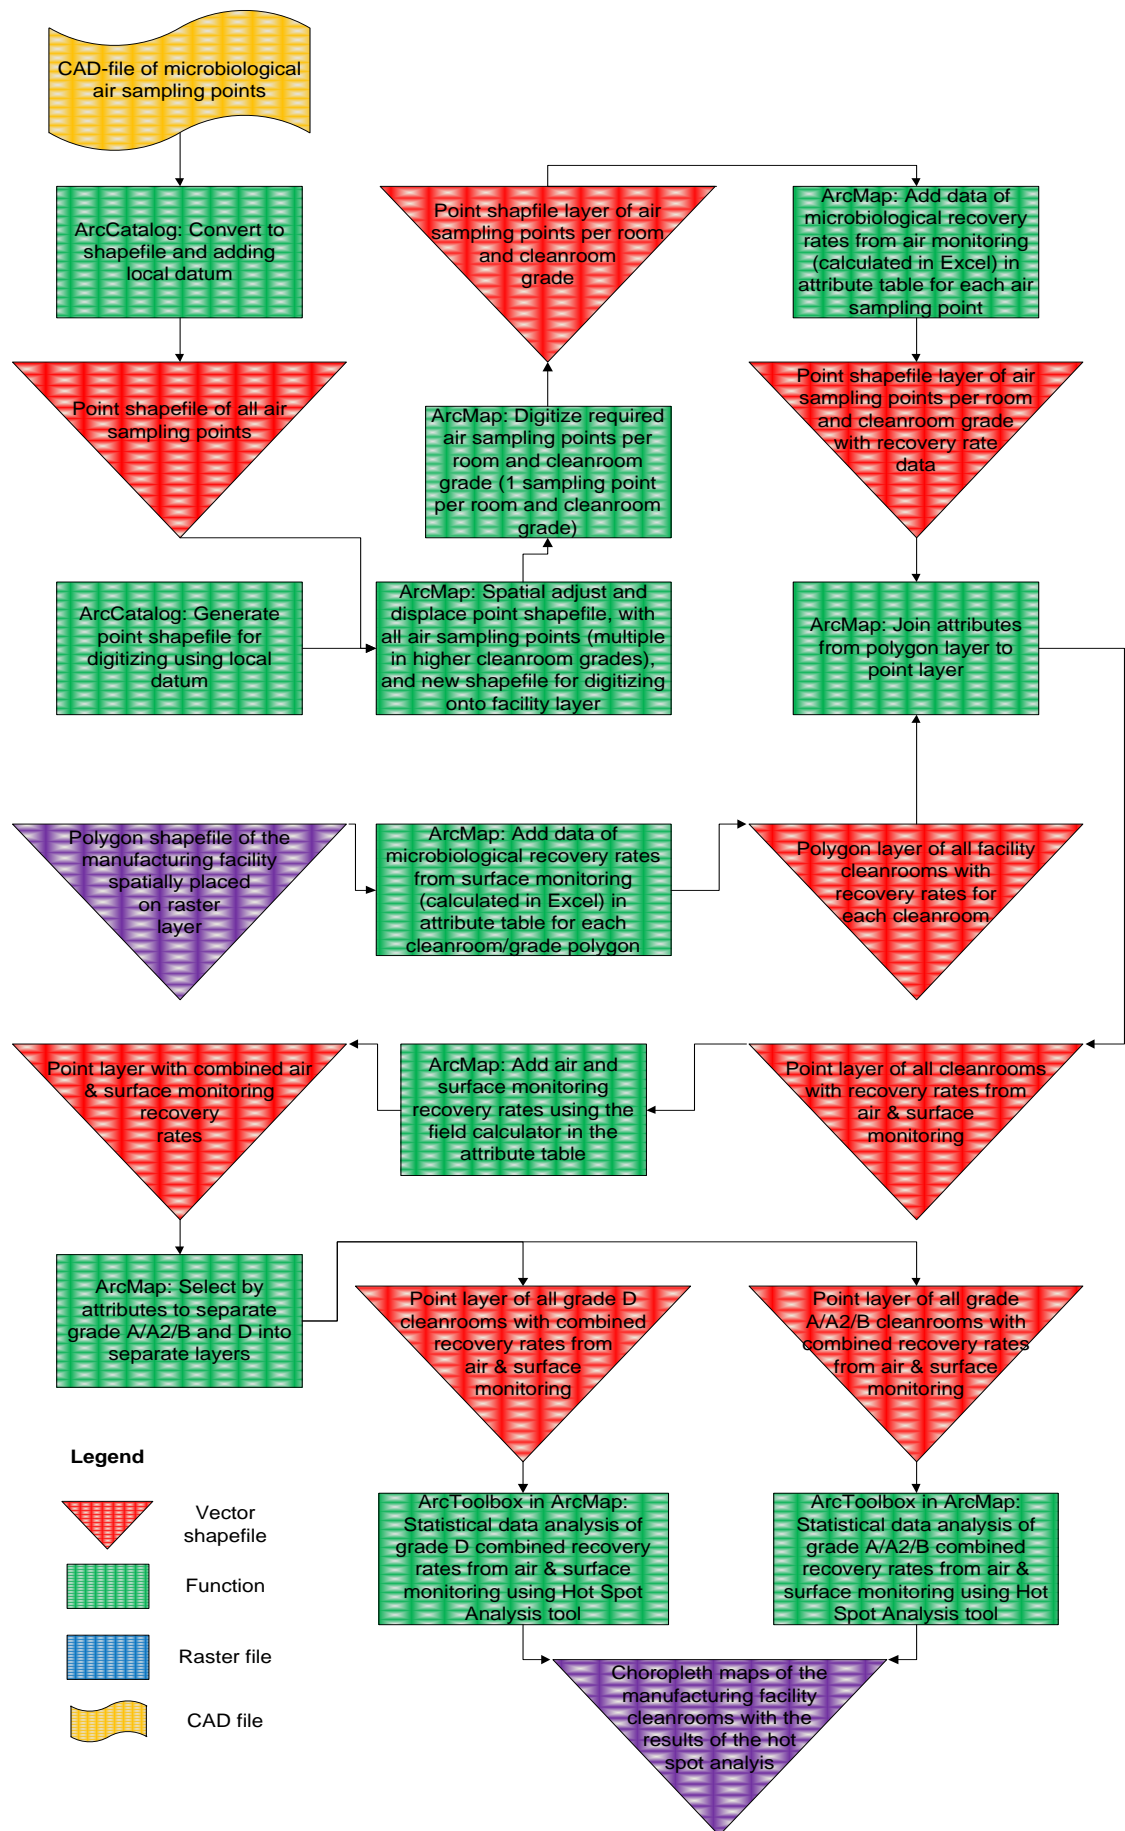 CAD-file of microbiological
air sampling points
ArcCatalog: Convert to
shapefile and adding
local datum
Point shapfile layer of air
sampling points per room
and cleanroom
grade
ArcMap: Add data of
microbiological recovery
rates from air monitoring
(calculated in Excel) in
attribute table for each air
sampling point
Point shapefile of all air
sampling points
ArcMap: Digitize required
air sampling points per
room and cleanroom
grade (1 sampling point
per room and cleanroom
grade)
Point shapefile layer of air
sampling points per room
and cleanroom grade
with recovery rate
data
ArcCatalog: Generate
point shapefile for
digitizing using local
datum
ArcMap: Spatial adjust and
displace point shapefile, with
all air sampling points (multiple
in higher cleanroom grades),
and new shapefile for digitizing
onto facility layer
ArcMap: Join attributes
from polygon layer to
point layer
Polygon shapefile of the
manufacturing facility
spatially placed
on raster
layer
ArcMap: Add data of
microbiological recovery rates
from surface monitoring
(calculated in Excel) in
attribute table for each
cleanroom/grade polygon
Polygon layer of all facility
cleanrooms with
recovery rates for
each cleanroom
Point layer with combined air
& surface monitoring
recovery
rates
ArcMap: Add air and
surface monitoring
recovery rates using the
field calculator in the
attribute table
Point layer of all cleanrooms
with recovery rates from
air & surface
monitoring
ArcMap: Select by
attributes to separate
grade A/A2/B and D into
separate layers
Point layer of all grade D
cleanrooms with combined
recovery rates from
air & surface
monitoring
Point layer of all grade
A/A2/B cleanrooms with
combined recovery rates
from air & surface
monitoring
Legend
Vector
shapefile
Function
Raster file
CAD file
ArcToolbox in ArcMap:
Statistical data analysis of
grade D combined recovery
rates from air & surface
monitoring using Hot Spot
Analysis tool
ArcToolbox in ArcMap:
Statistical data analysis of
grade A/A2/B combined
recovery rates from air &
surface monitoring using Hot
Spot Analysis tool
Choropleth maps of the
manufacturing facility
cleanrooms with the
results of the hot
spot analyis